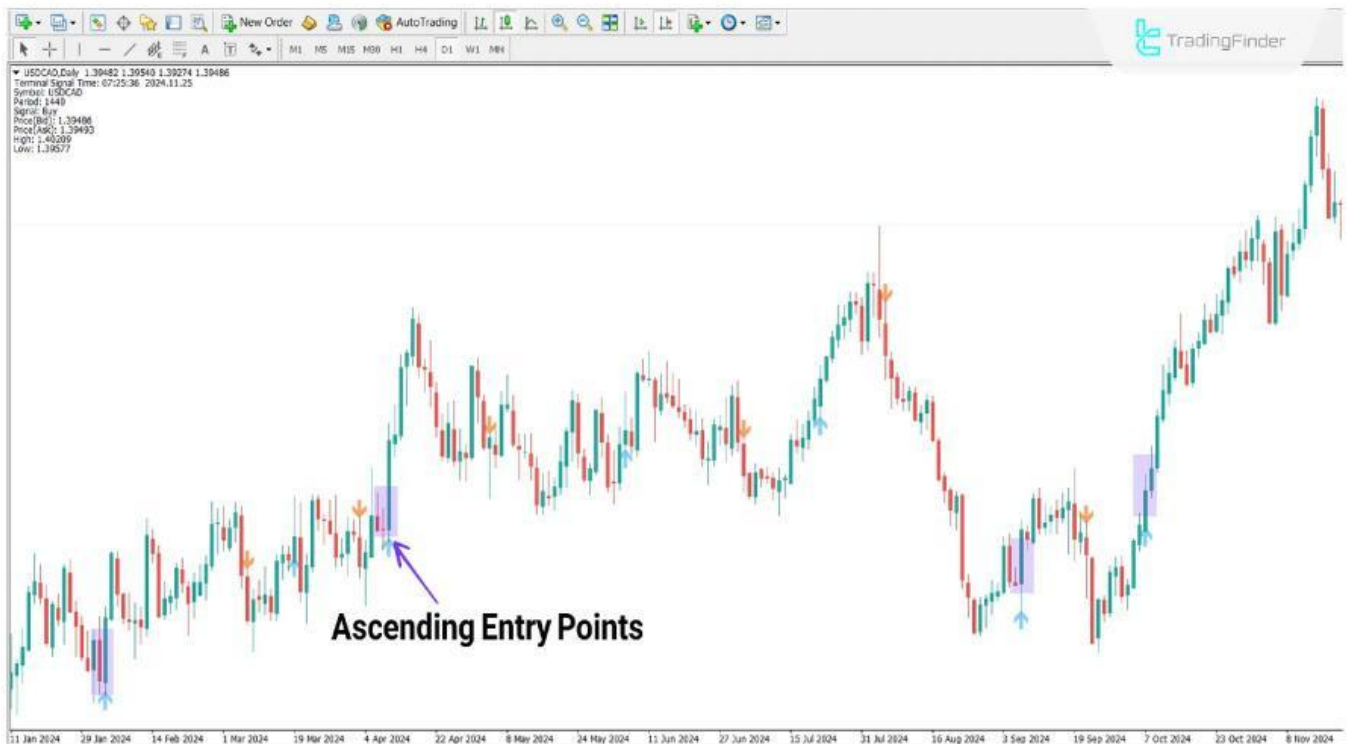 New Order
AutoTrading
TradingFinder
A
T
M1 M5 M15 M30 H1 H4 D1 W1 MN
USDCAD,Daily 1.39482 1.39540 1.39274 1.39486
Terminal Signal Time: 07:25:36 2024.11.25
Symbol: USDCAD
Period: 1440
Signal: Buy
Price(Bid): 1.39486
Price(Ask): 1.39493
High: 1.40209
Low: 1.39577
Ascending Entry Points
11 Jan 2024 29 Jan 2024 14 Feb 2024 1 Mar 2024 19 Mar 2024 4 Apr 2024 22 Apr 2024 8 May 2024 24 May 2024 11 Jun 2024 27 Jun 2024 15 Jul 2024 31 Jul 2024 16 Aug 2024 3 Sep 2024 19 Sep 2024 7 Oct 2024 23 Oct 2024 8 Nov 2024